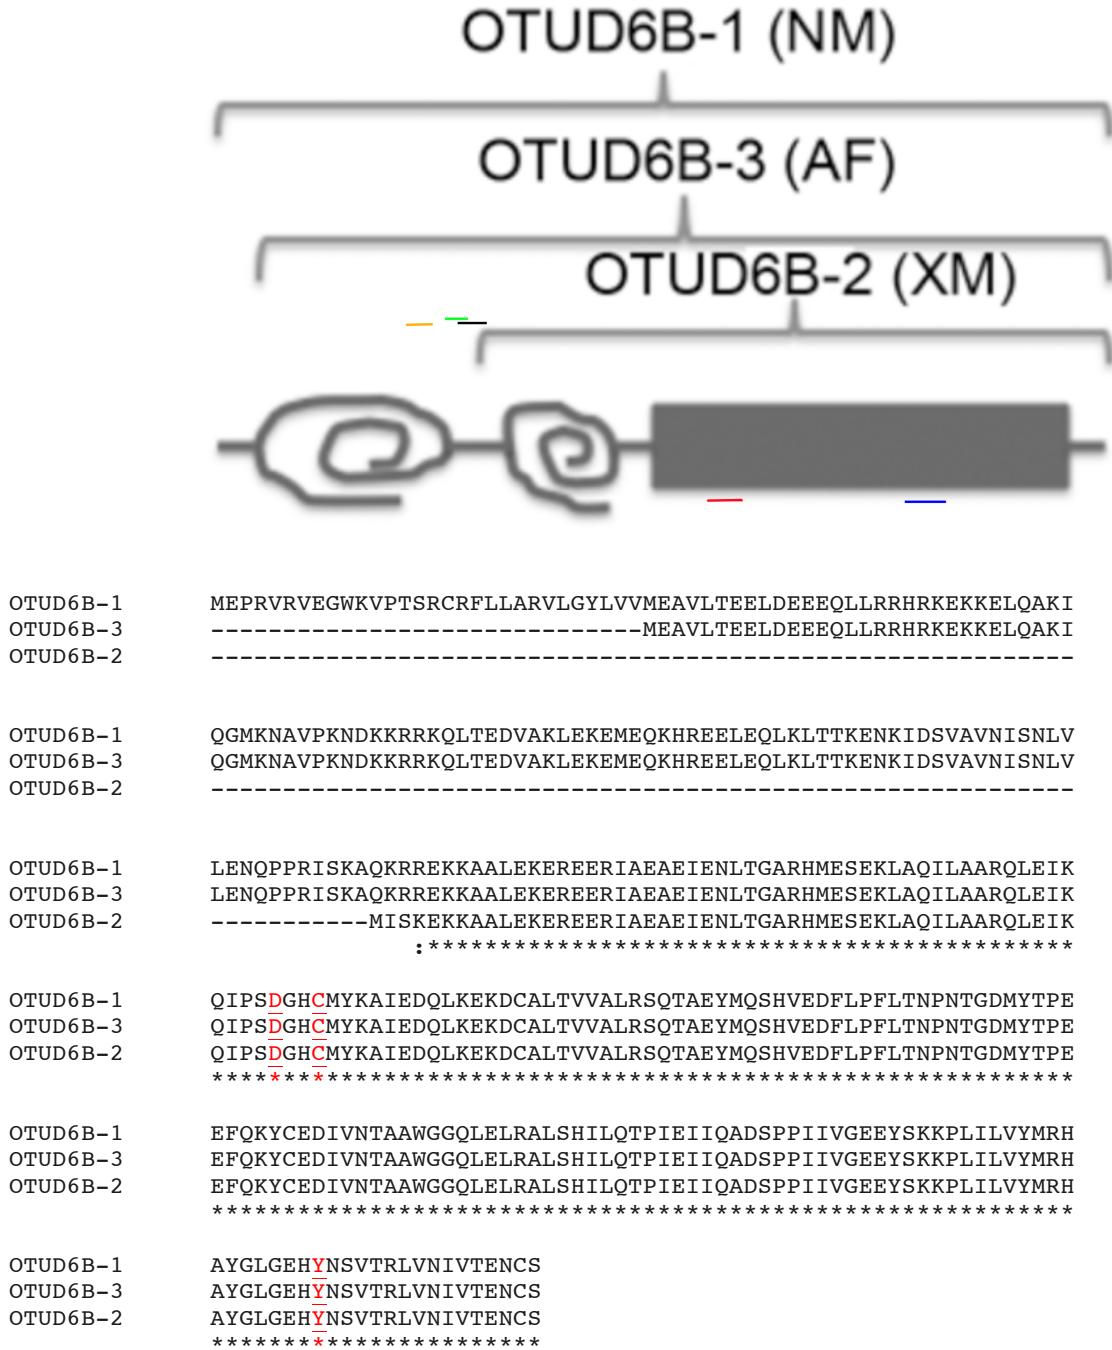 OTUD6B-1 (NM)
OTUD6B-3 (AF)
OTUD6B-2 (XM)
OTUD6B-1 MEPRVRVEGWKVPTSRCRFLLARVLGYLVVMEAVLTEELDEEEQLLRRHRKEKKELQAKI
OTUD6B-3 ------------------------------MEAVLTEELDEEEQLLRRHRKEKKELQAKI
OTUD6B-2 ------------------------------------------------------------
OTUD6B-1 QGMKNAVPKNDKKRRKQLTEDVAKLEKEMEQKHREELEQLKLTTKENKIDSVAVNISNLV
OTUD6B-3 QGMKNAVPKNDKKRRKQLTEDVAKLEKEMEQKHREELEQLKLTTKENKIDSVAVNISNLV
OTUD6B-2 ------------------------------------------------------------
OTUD6B-1 LENQPPRISKAQKRREKKAALEKEREERIAEAEIENLTGARHMESEKLAQILAARQLEIK
OTUD6B-3 LENQPPRISKAQKRREKKAALEKEREERIAEAEIENLTGARHMESEKLAQILAARQLEIK
OTUD6B-2 -----------MISKEKKAALEKEREERIAEAEIENLTGARHMESEKLAQILAARQLEIK
:*********************************************
OTUD6B-1 QIPSDGHCMYKAIEDQLKEKDCALTVVALRSQTAEYMQSHVEDFLPFLTNPNTGDMYTPE
OTUD6B-3 QIPSDGHCMYKAIEDQLKEKDCALTVVALRSQTAEYMQSHVEDFLPFLTNPNTGDMYTPE
OTUD6B-2 QIPSDGHCMYKAIEDQLKEKDCALTVVALRSQTAEYMQSHVEDFLPFLTNPNTGDMYTPE
************************************************************
OTUD6B-1 EFQKYCEDIVNTAAWGGQLELRALSHILQTPIEIIQADSPPIIVGEEYSKKPLILVYMRH
OTUD6B-3 EFQKYCEDIVNTAAWGGQLELRALSHILQTPIEIIQADSPPIIVGEEYSKKPLILVYMRH
OTUD6B-2 EFQKYCEDIVNTAAWGGQLELRALSHILQTPIEIIQADSPPIIVGEEYSKKPLILVYMRH
************************************************************
OTUD6B-1 AYGLGEHYNSVTRLVNIVTENCS
OTUD6B-3 AYGLGEHYNSVTRLVNIVTENCS
OTUD6B-2 AYGLGEHYNSVTRLVNIVTENCS
***********************